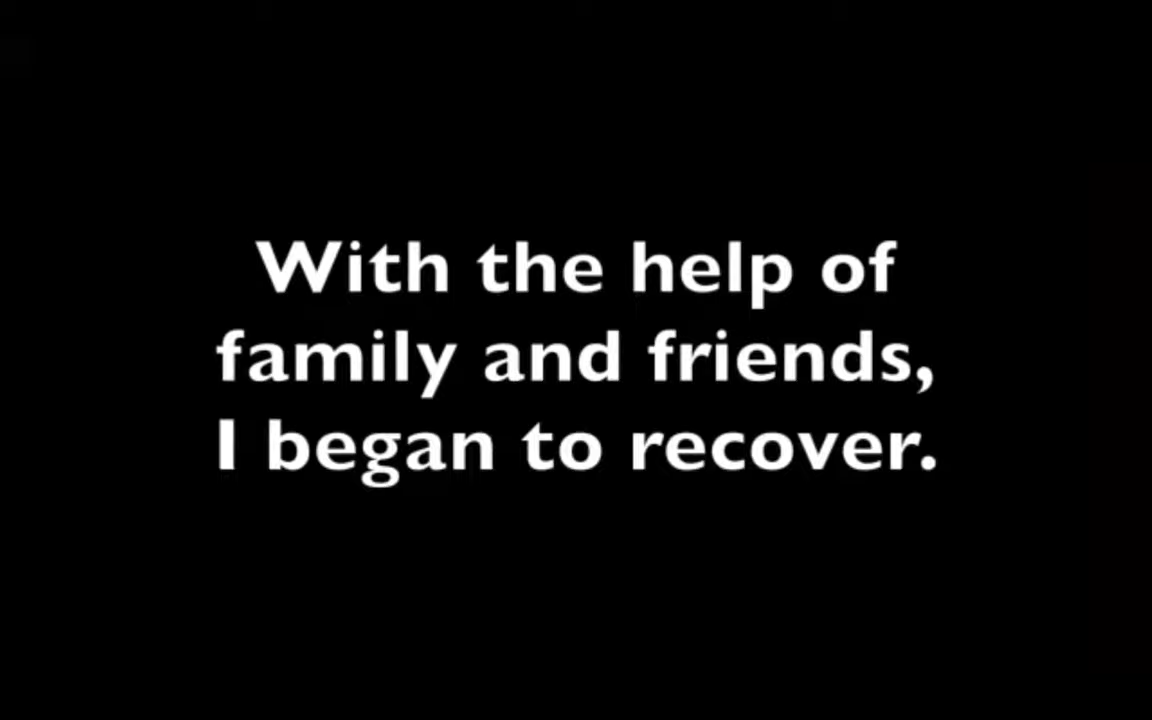 With the help of
family and friends,
I began to recover.